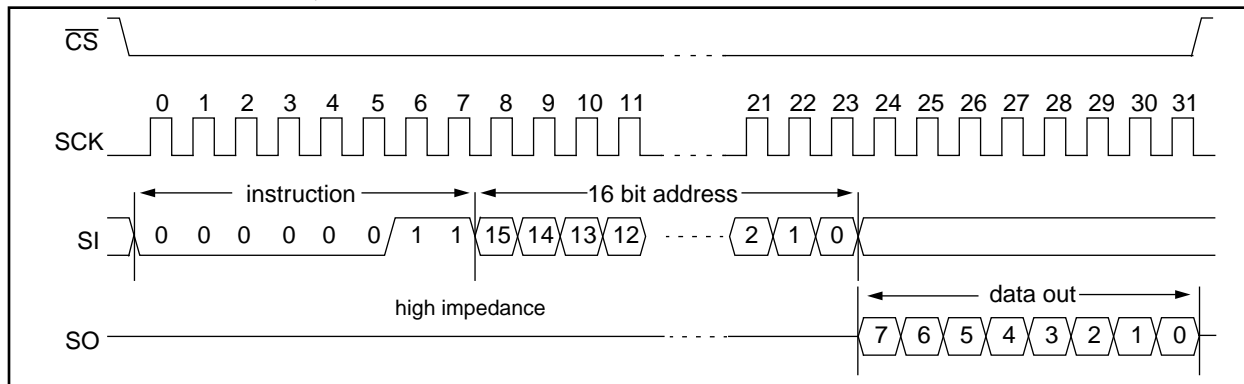 CS
0 1 2 3 4 5 6 7 8 9 10 11 21 22 23 24 25 26 27 28 29 30 31
SCK
instruction 16 bit address
SI 0 0 0 0 0 0 1 1 15 14 13 12 2 1 0
data out
high impedance
SO 7 6 5 4 3 2 1 0